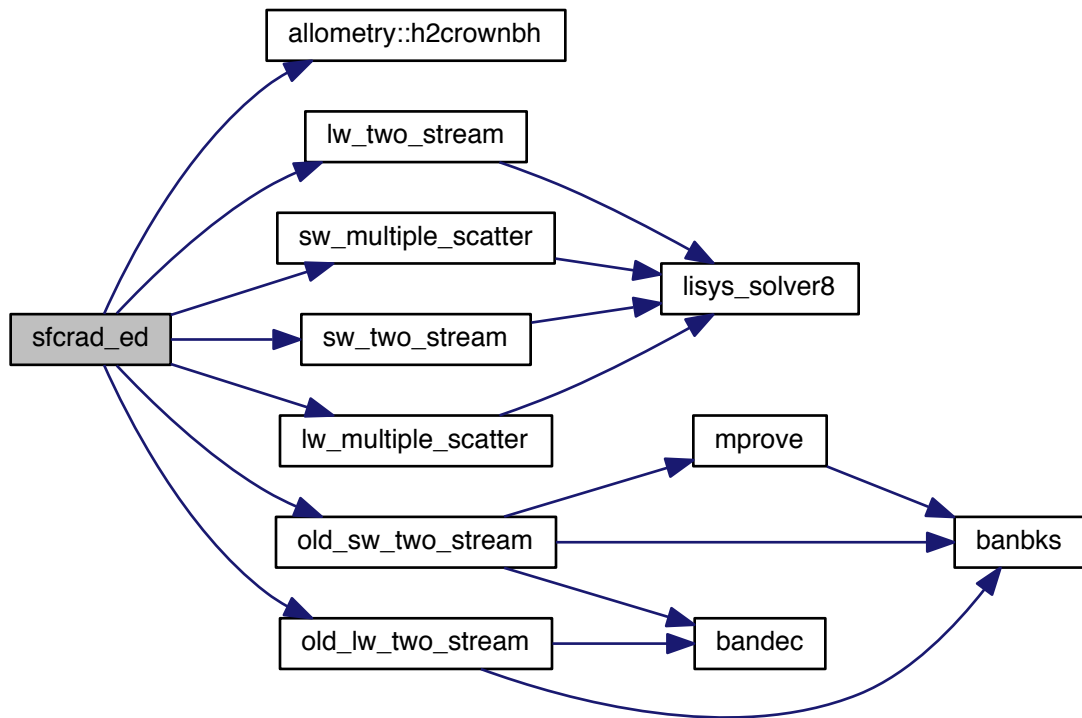 allometry::h2crownbh
lw_two_stream
sw_multiple_scatter
lisys_solver8
sfcrad_ed
sw_two_stream
lw_multiple_scatter
mprove
old_sw_two_stream
banbks
old_lw_two_stream
bandec